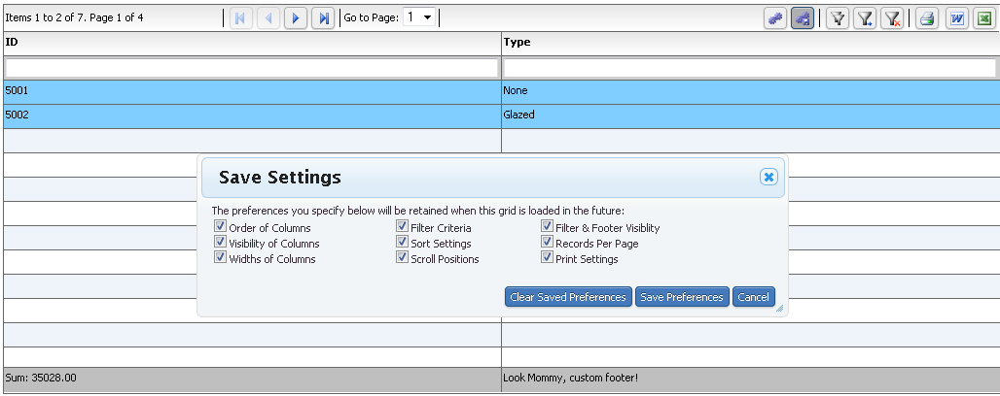 Items 1 to 2 of 7. Page 1 of 4 Go to Page: 1
ID Type
5001 None
5002 Glazed
Save Settings
The preferences you specify below will be retained when this grid is loaded in the future:
Order of Columns Filter Criteria Filter & Footer Visiblity
Visibility of Columns Sort Settings Records Per Page
Widths of Columns Scroll Positions Print Settings
Clear Saved Preferences Save Preferences Cancel
Sum: 35028.00 Look Mommy, custom footer!